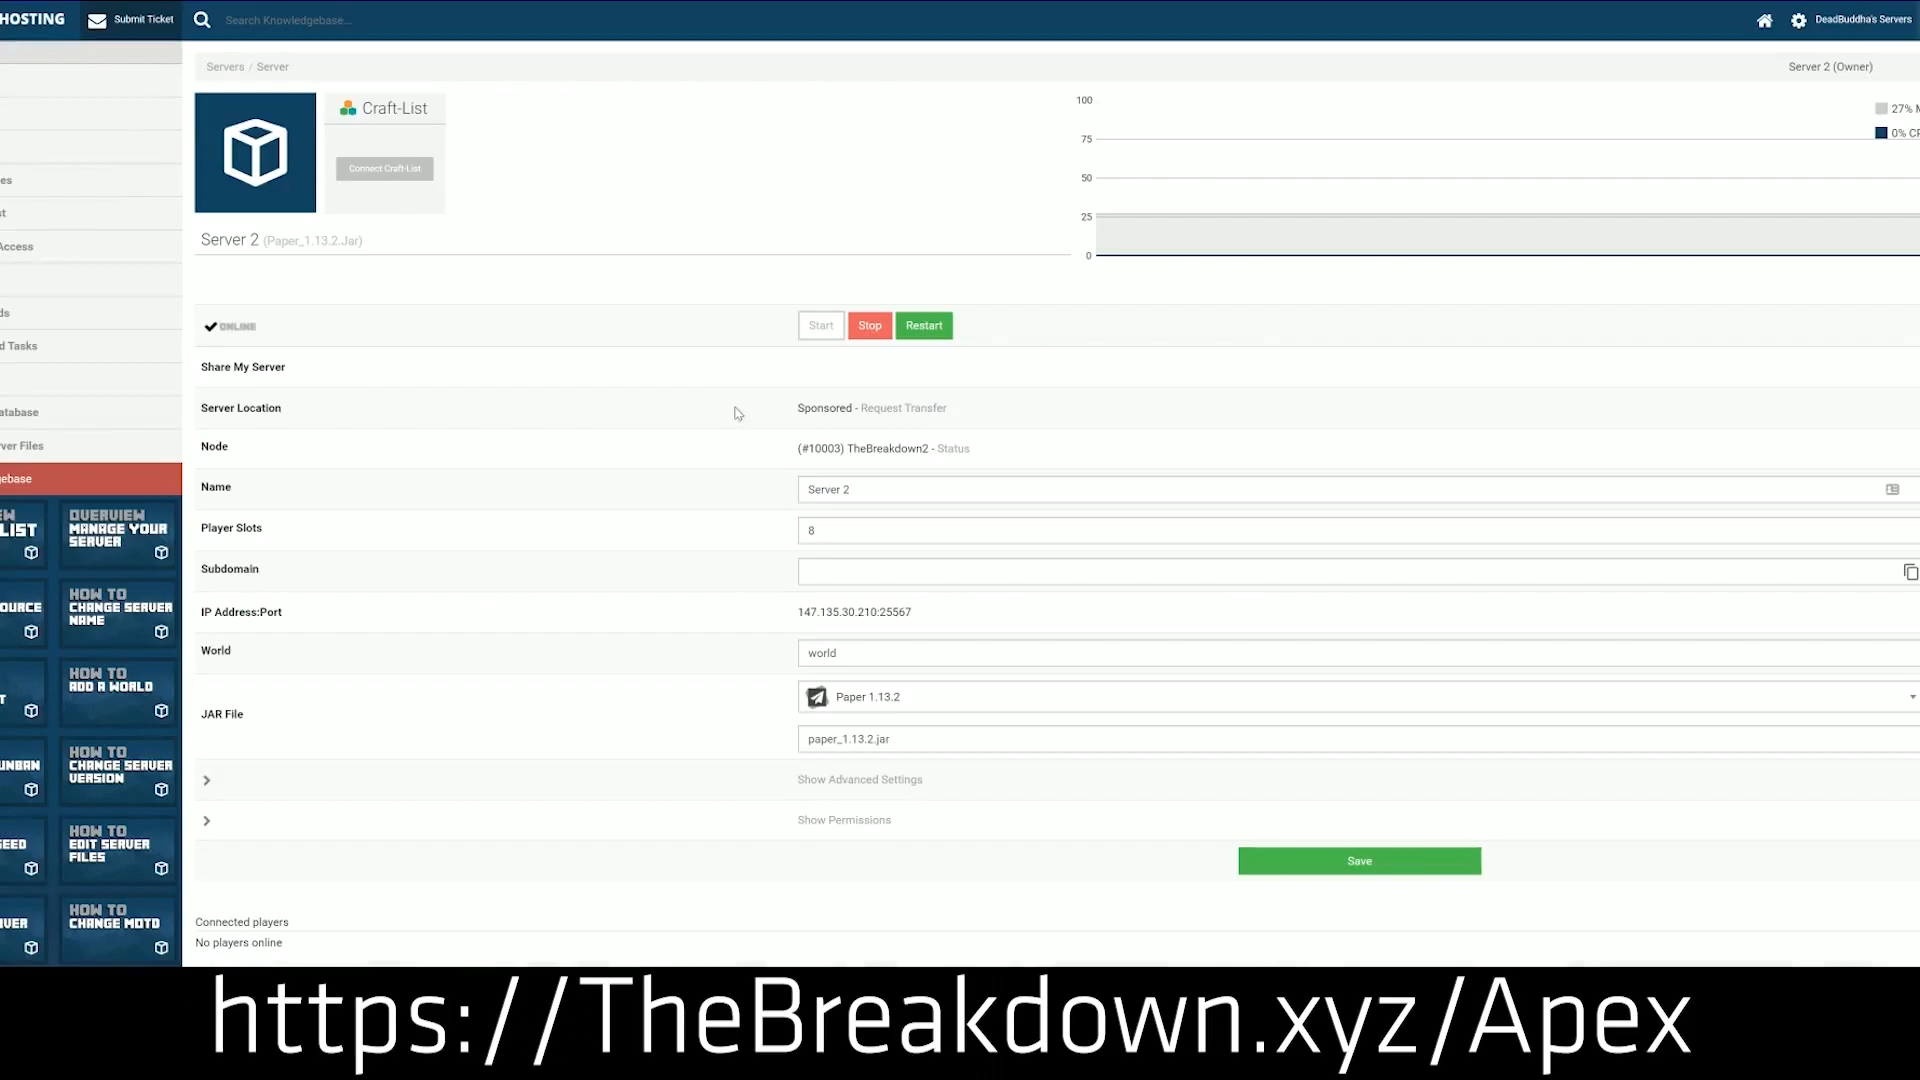 HOSTING
Submit Ticket
Search Knowledgebase...
DeadBuddha's Servers
Servers / Server
Server 2 (Owner)
Craft-List
Connect Craft-List
Server 2 (Paper_1.13.2.Jar)
100
75
50
25
0
27% M
0% CP
es
st
Access
ds
d Tasks
atabase
ver Files
gebase
ONLINE
Start
Stop
Restart
Share My Server
Server Location
Sponsored - Request Transfer
Node
(#10003) TheBreakdown2 - Status
Name
Server 2
Player Slots
8
Subdomain
IP Address:Port
147.135.30.210:25567
World
world
JAR File
Paper 1.13.2
paper_1.13.2.jar
Show Advanced Settings
Show Permissions
Save
Connected players
No players online
LIST
OVERVIEW
MANAGE YOUR
SERVER
OURCE
HOW TO
CHANGE SERVER
NAME
T
HOW TO
ADD A WORLD
UNBAN
HOW TO
CHANGE SERVER
VERSION
EED
HOW TO
EDIT SERVER
FILES
VER
HOW TO
CHANGE MOTD
https://TheBreakdown.xyz/Apex